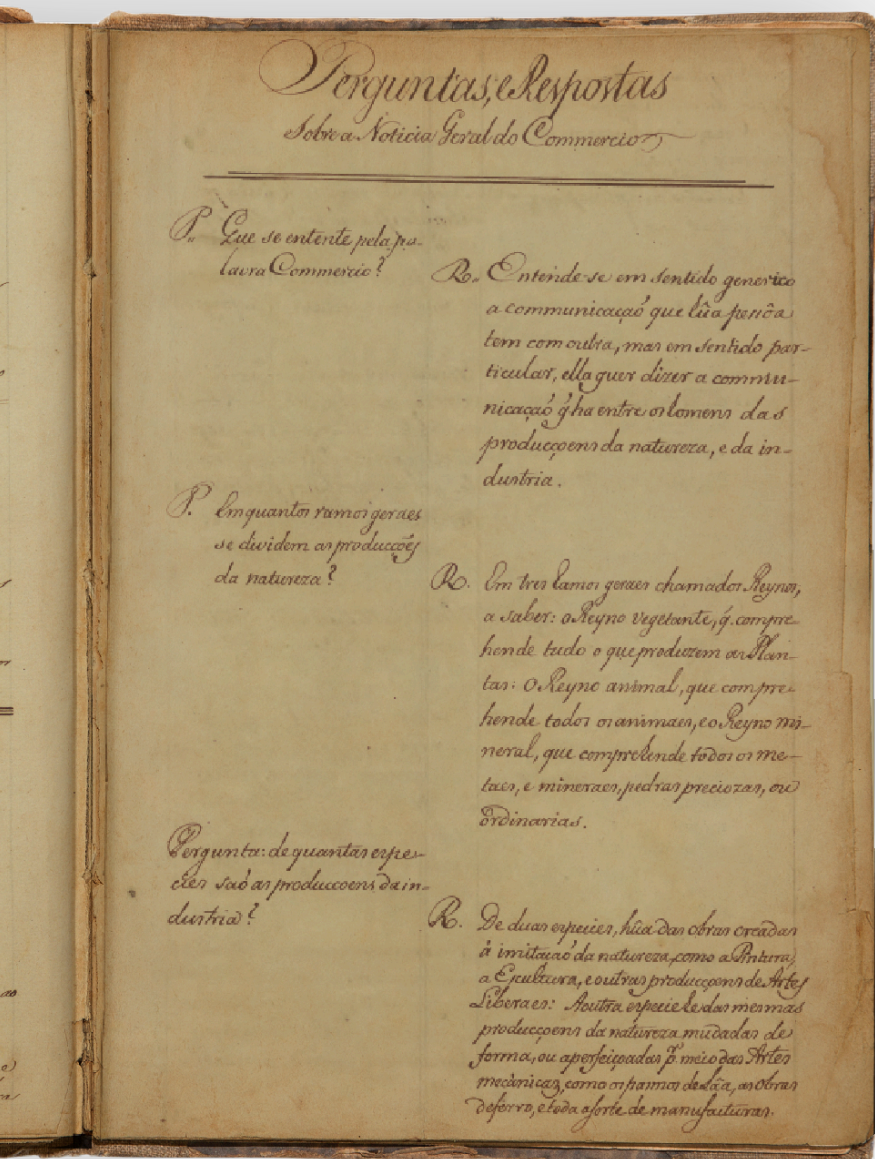 Perguntas, e Respostas
Sobre a Noticia Geral do Commercio
P. Que se entente pela pa-
lavra Commercio?
R. Entende-se em sentido generico
a communicaçaõ que hũa pessôa
tem com outra, mas em sentido par-
ticular, ella quer dizer a commu-
nicaçaõ q̃ ha entre os homens das
producçoens da natureza, e da in-
dustria.
P. Em quantos ramos geraes
se dividem as producçoẽs
da natureza?
R. Em tres ramos geraes chamados Reynos,
a saber: o Reyno vegetante, q̃. compre-
hende tudo o que produzem as Plan-
tas: O Reyno animal, que compre-
hende todos os animaes, e o Reyno mi-
neral, que comprehende todos os me-
taes, e mineraes, pedras preciozas, ou
ordinarias.
Pergunta: de quantas espe-
cies saõ as producçoens da in-
dustria?
R. De duas especies, hũa das obras creadas
á imitaçaõ da natureza, como a Pintura,
a Escultura, e outras producçoens de Artes
Liberaes: A outra especie he das mesmas
producçoens da natureza mudadas de
forma, ou aperfeiçoadas p̃. meio das Artes
mecànicas, como os pannos de Lãa, as obras
de ferro, e toda a sorte de manufacturas.